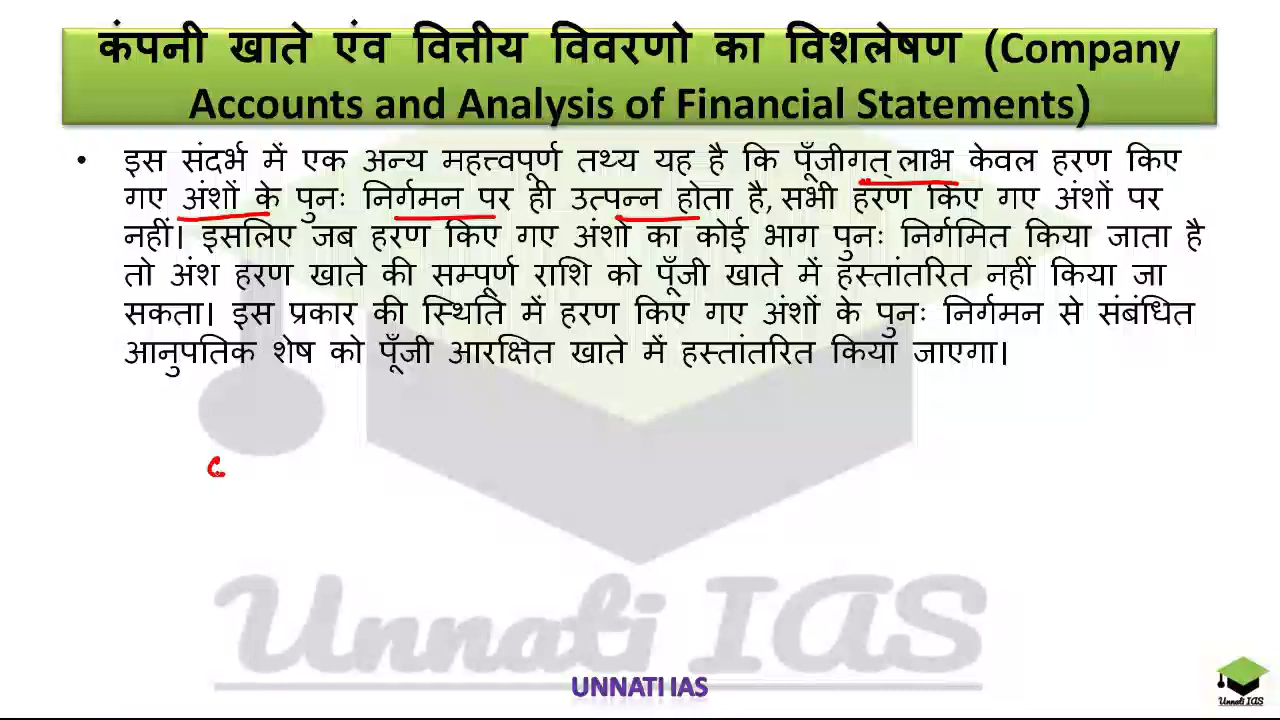 कंपनी खाते एंव वित्तीय विवरणो का विशलेषण (Company
Accounts and Analysis of Financial Statements)
• इस संदर्भ में एक अन्य महत्त्वपूर्ण तथ्य यह है कि पूँजीगत् लाभ केवल हरण किए
गए अंशों के पुनः निर्गमन पर ही उत्पन्न होता है, सभी हरण किए गए अंशों पर
नहीं। इसलिए जब हरण किए गए अंशों का कोई भाग पुनः निर्गमित किया जाता है
तो अंश हरण खाते की सम्पूर्ण राशि को पूँजी खाते में हस्तांतरित नहीं किया जा
सकता। इस प्रकार की स्थिति में हरण किए गए अंशों के पुनः निर्गमन से संबंधित
आनुपतिक शेष को पूँजी आरक्षित खाते में हस्तांतरित किया जाएगा।
Unnati IAS
UNNATI IAS
Unnati IAS